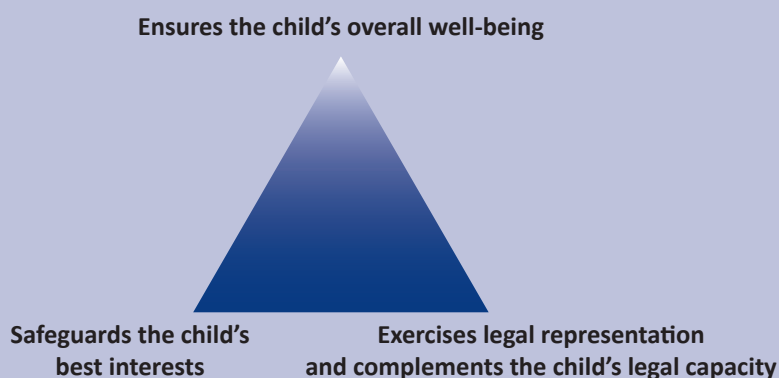 Ensures the child’s overall well-being
Safeguards the child’s
best interests
Exercises legal representation
and complements the child’s legal capacity